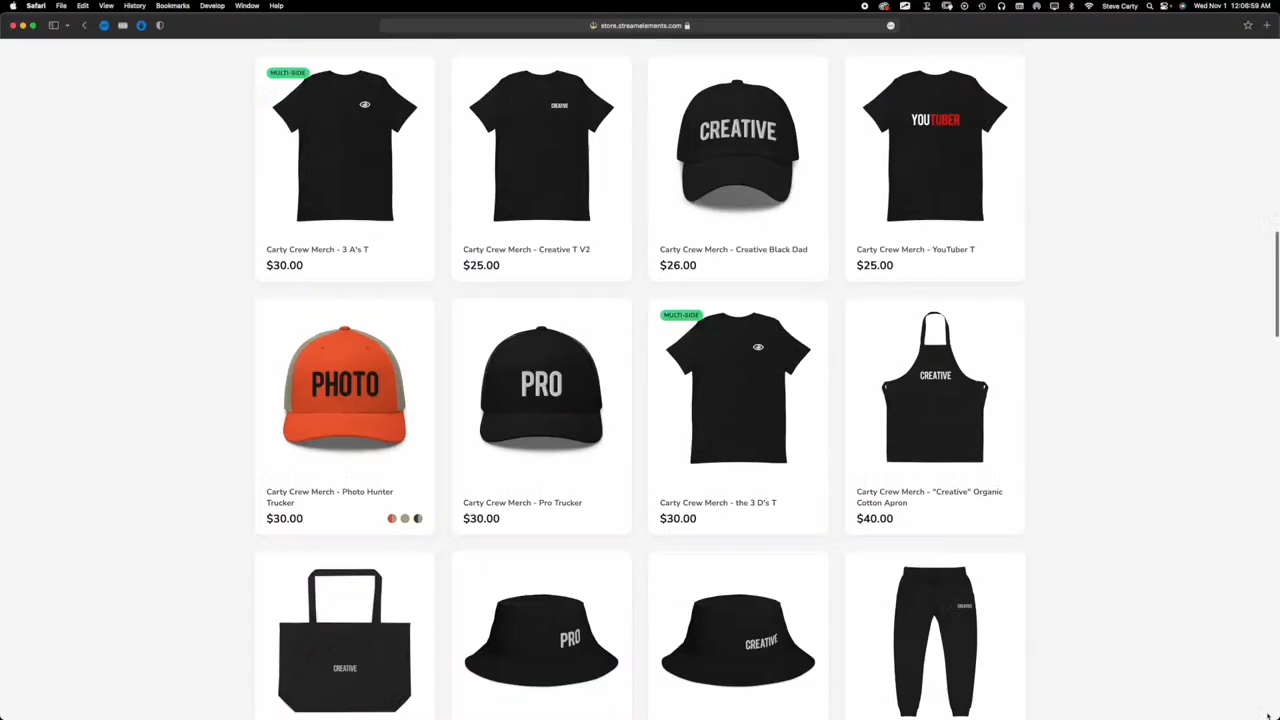 Safari File Edit View History Bookmarks Develop Window Help Steve Carty Wed Nov 1 12:06:59 AM
store.streamelements.com
MULTI-SIDE
CREATIVE
CREATIVE
YOUTUBER
Carty Crew Merch - 3 A's T
$30.00
Carty Crew Merch - Creative T V2
$25.00
Carty Crew Merch - Creative Black Dad
$26.00
Carty Crew Merch - YouTuber T
$25.00
PHOTO
PRO
MULTI-SIDE
CREATIVE
Carty Crew Merch - Photo Hunter
Trucker
$30.00
Carty Crew Merch - Pro Trucker
$30.00
Carty Crew Merch - the 3 D's T
$30.00
Carty Crew Merch - "Creative" Organic
Cotton Apron
$40.00
CREATIVE
PRO
CREATIVE
CREATIVE